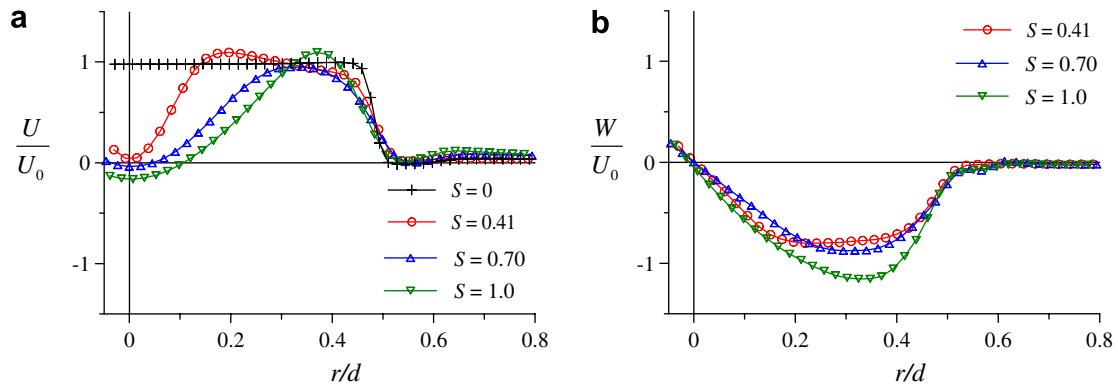 a
U
U0
1
0
-1
S = 0
S = 0.41
S = 0.70
S = 1.0
0
0.2
0.4
0.6
0.8
r/d
b
W
U0
1
0
-1
S = 0.41
S = 0.70
S = 1.0
0
0.2
0.4
0.6
0.8
r/d